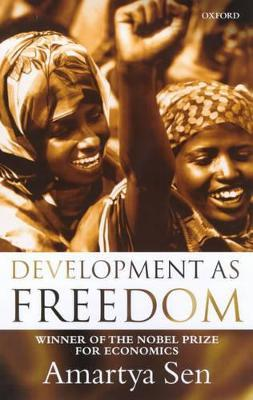 OXFORD
DEVELOPMENT AS
FREEDOM
WINNER OF THE NOBEL PRIZE
FOR ECONOMICS
Amartya Sen